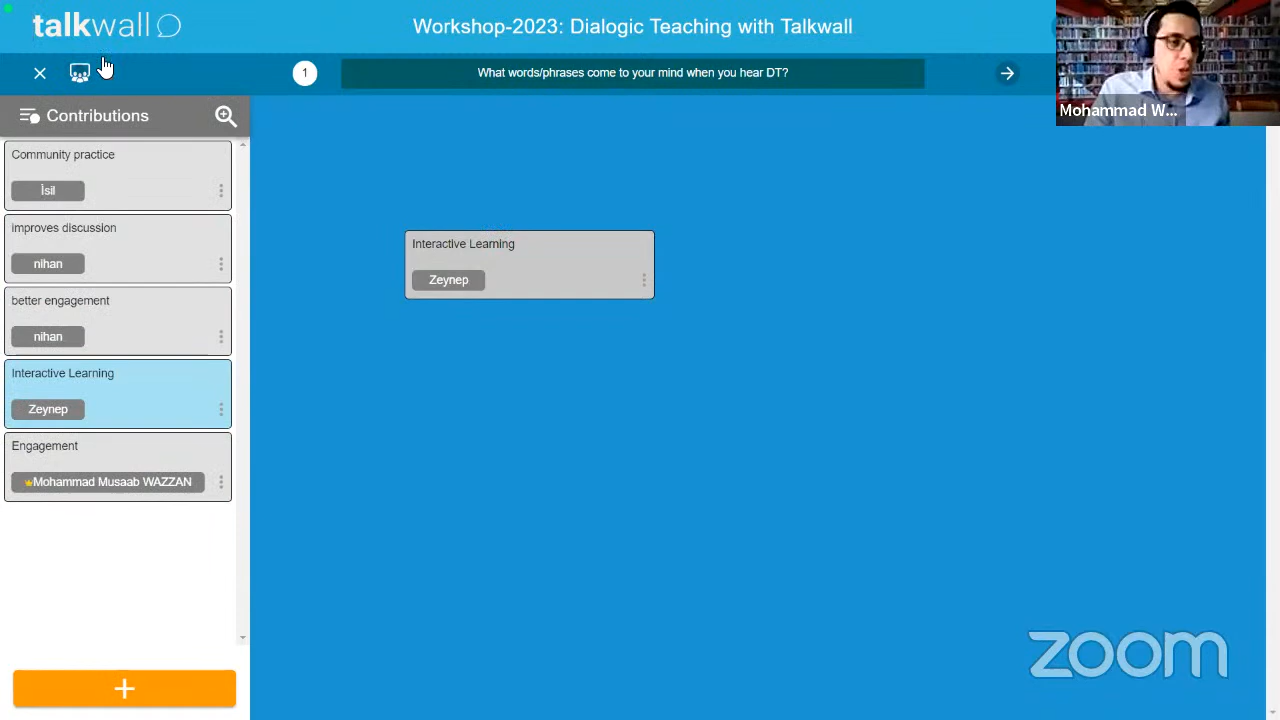 talkwall
Workshop-2023: Dialogic Teaching with Talkwall
1
What words/phrases come to your mind when you hear DT?
Mohammad W...
Contributions
Community practice
İsil
improves discussion
nihan
better engagement
nihan
Interactive Learning
Zeynep
Engagement
Mohammad Musaab WAZZAN
+
Interactive Learning
Zeynep
zoom